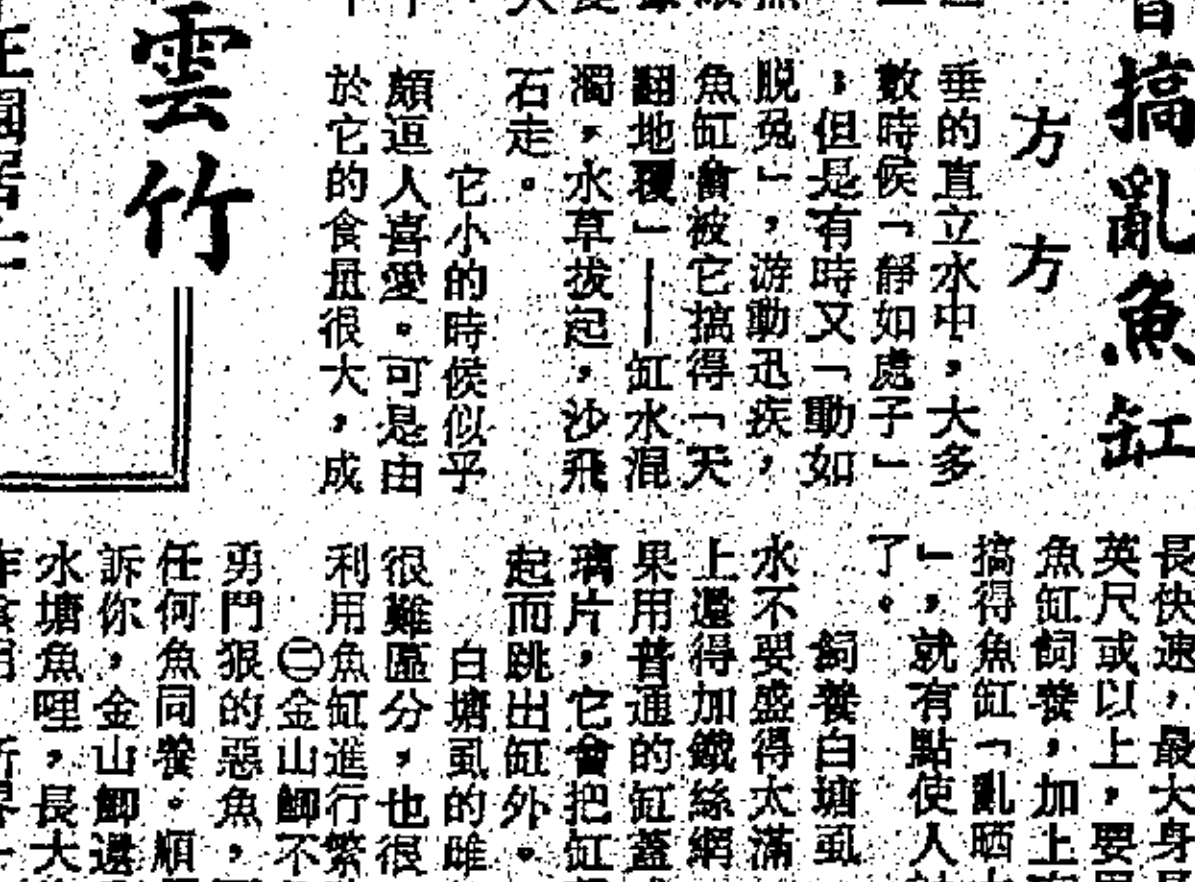 搞亂魚缸
方方
垂的直立水中，大多
數時候「靜如處子」
，但是有時又「動如
脱兔」，游動迅疾，
魚缸會被它搞得「天
翻地覆」——缸水混
濁，水草拔起，沙飛
石走。
它小的時候似乎
頗逗人喜愛。可是由
於它的食量很大，成
雲竹
長快速，最大身
英尺或以上，要
魚缸飼養，加上
搞得魚缸「亂晒
」，就有點使人
了。
飼養白塘虱
水不要盛得太滿
上還得加鐵絲網
果用普通的缸蓋
璃片，它會把缸
起而跳出缸外。
白塘虱的雌
很難區分，也很
利用魚缸進行繁
㊁金山鯽不
勇鬥狠的惡魚，
任何魚同養。順
訴你，金山鯽還
水塘魚哩，長大